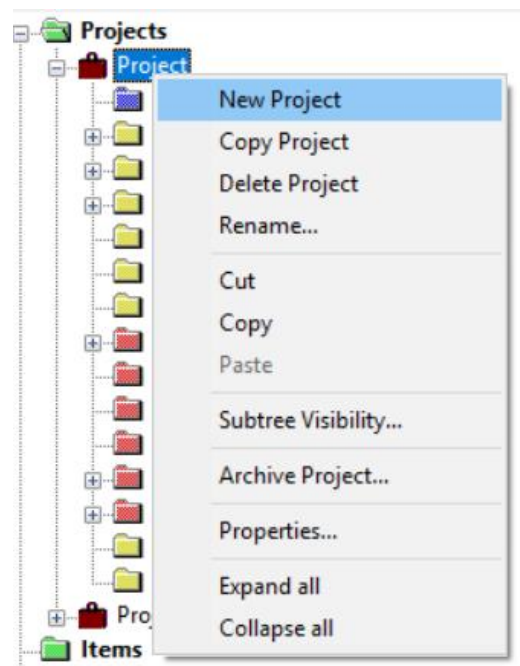 Projects
Project
New Project
Copy Project
Delete Project
Rename...
Cut
Copy
Paste
Subtree Visibility...
Archive Project...
Properties...
Expand all
Collapse all
Pro
Items